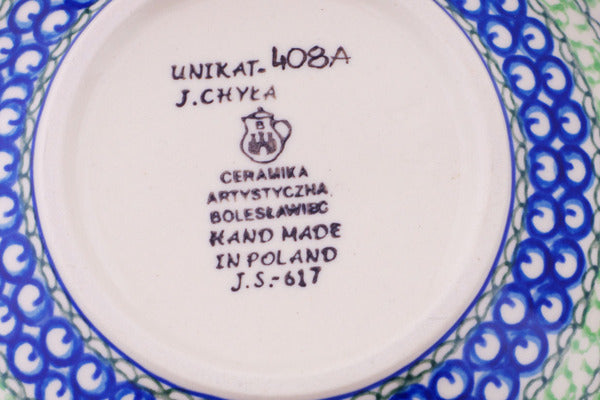 UNIKAT-408A
J.CHYŁA
B
CERAMIKA
ARTYSTYCZNA
BOLESŁAWIEC
HAND MADE
IN POLAND
J.S.-617